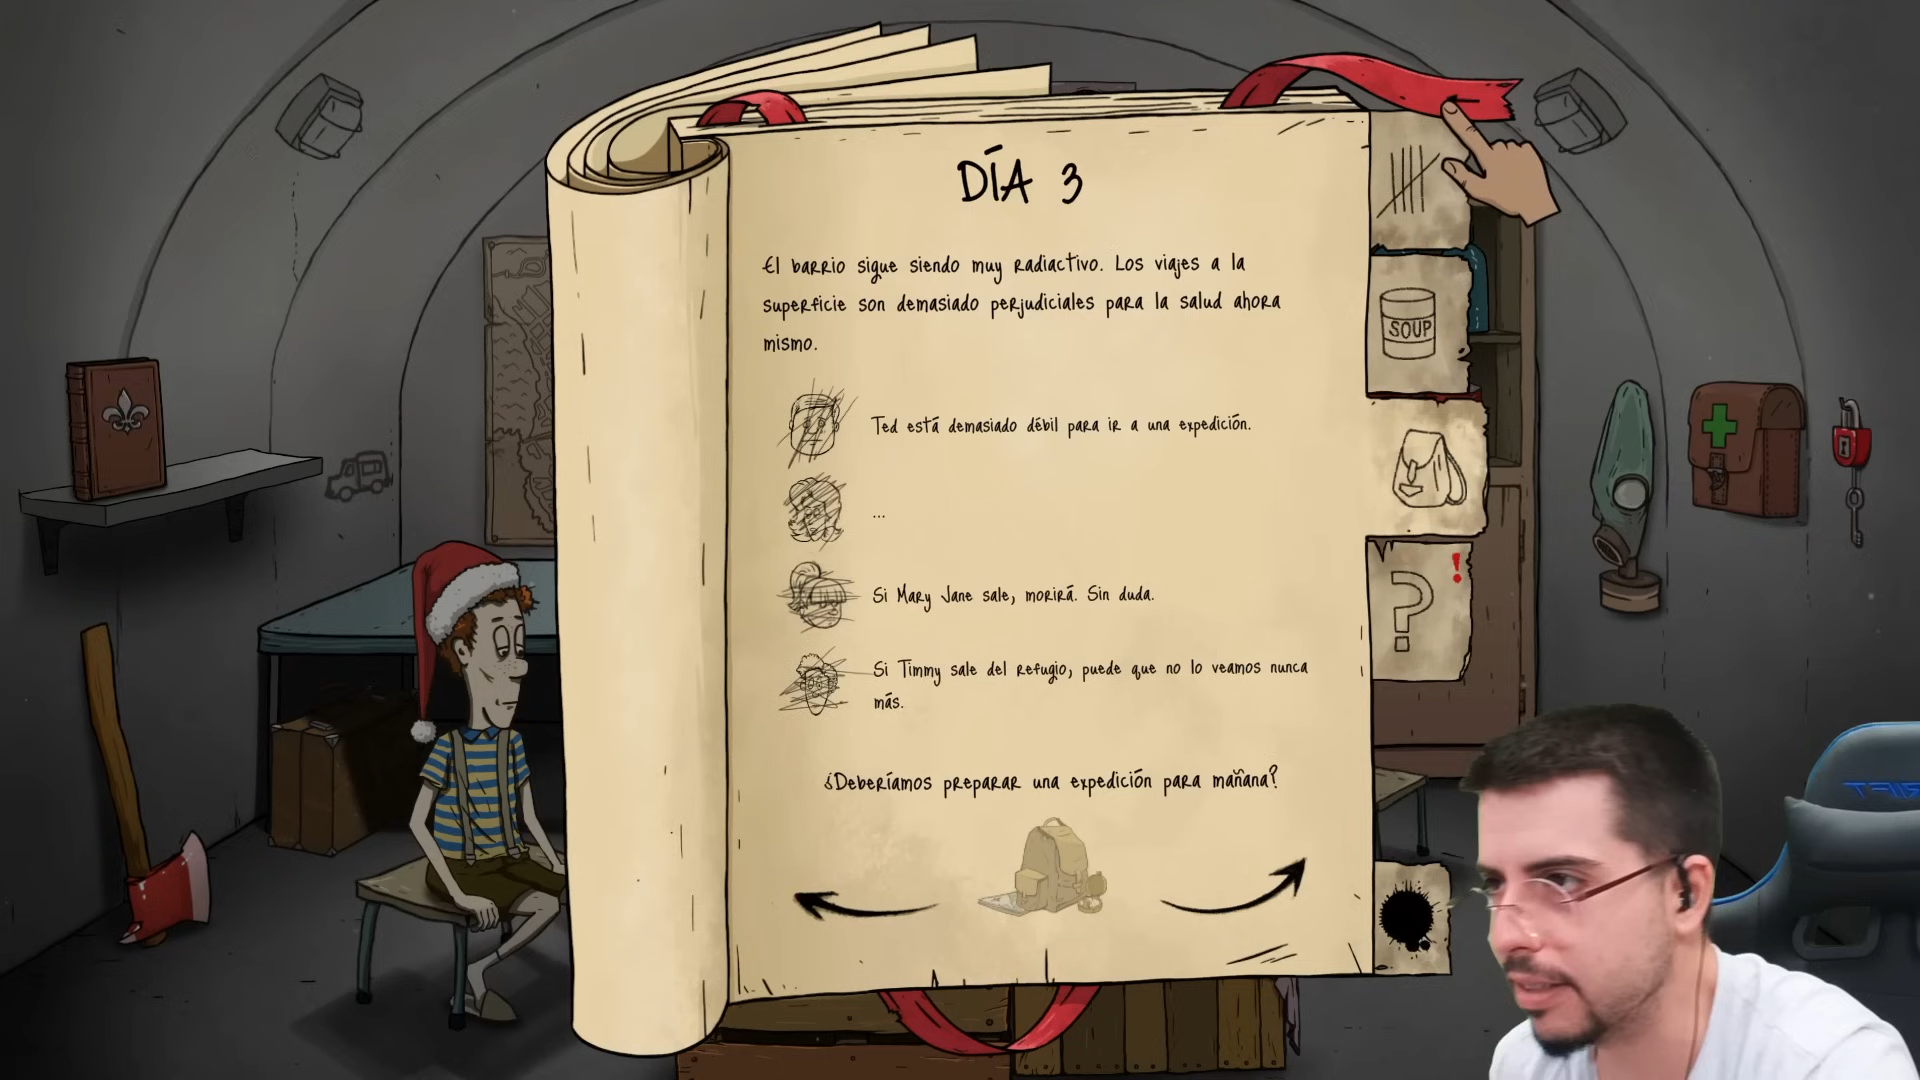 DÍA 3
El barrio sigue siendo muy radiactivo. Los viajes a la
superficie son demasiado perjudiciales para la salud ahora
mismo.
Ted está demasiado débil para ir a una expedición.
...
Si Mary Jane sale, morirá. Sin duda.
Si Timmy sale del refugio, puede que no lo veamos nunca
más.
¿Deberíamos preparar una expedición para mañana?
SOUP
?
!